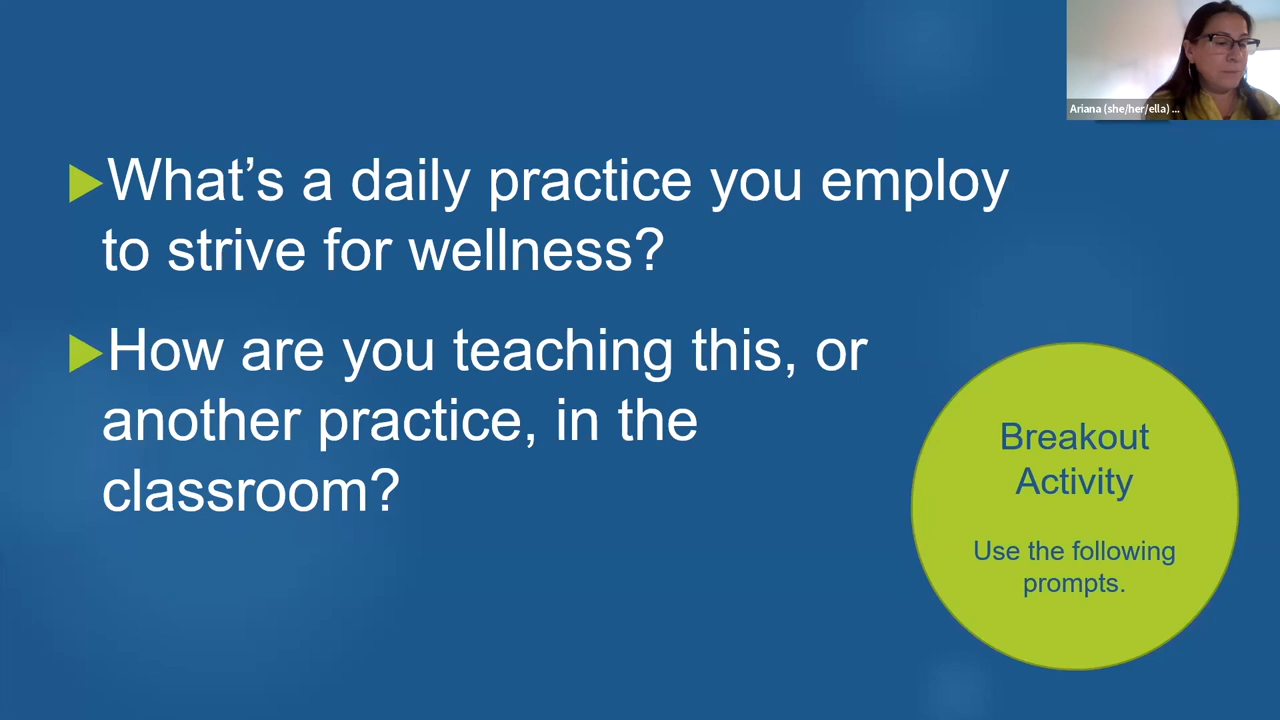 Ariana (she/her/ella) ...
What’s a daily practice you employ
to strive for wellness?
How are you teaching this, or
another practice, in the
classroom?
Breakout
Activity
Use the following
prompts.